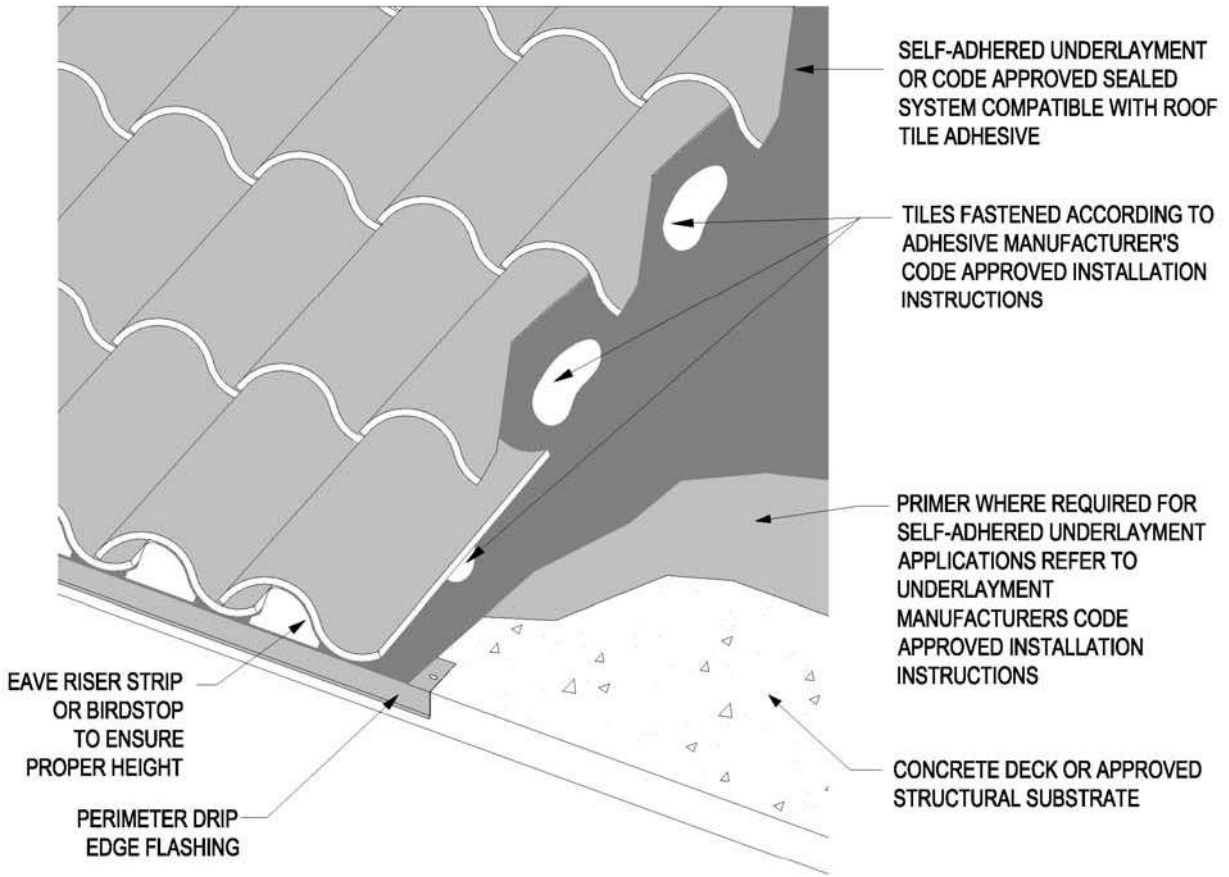 SELF-ADHERED UNDERLAYMENT
OR CODE APPROVED SEALED
SYSTEM COMPATIBLE WITH ROOF
TILE ADHESIVE
TILES FASTENED ACCORDING TO
ADHESIVE MANUFACTURER'S
CODE APPROVED INSTALLATION
INSTRUCTIONS
PRIMER WHERE REQUIRED FOR
SELF-ADHERED UNDERLAYMENT
APPLICATIONS REFER TO
UNDERLAYMENT
MANUFACTURERS CODE
APPROVED INSTALLATION
INSTRUCTIONS
CONCRETE DECK OR APPROVED
STRUCTURAL SUBSTRATE
EAVE RISER STRIP
OR BIRDSTOP
TO ENSURE
PROPER HEIGHT
PERIMETER DRIP
EDGE FLASHING